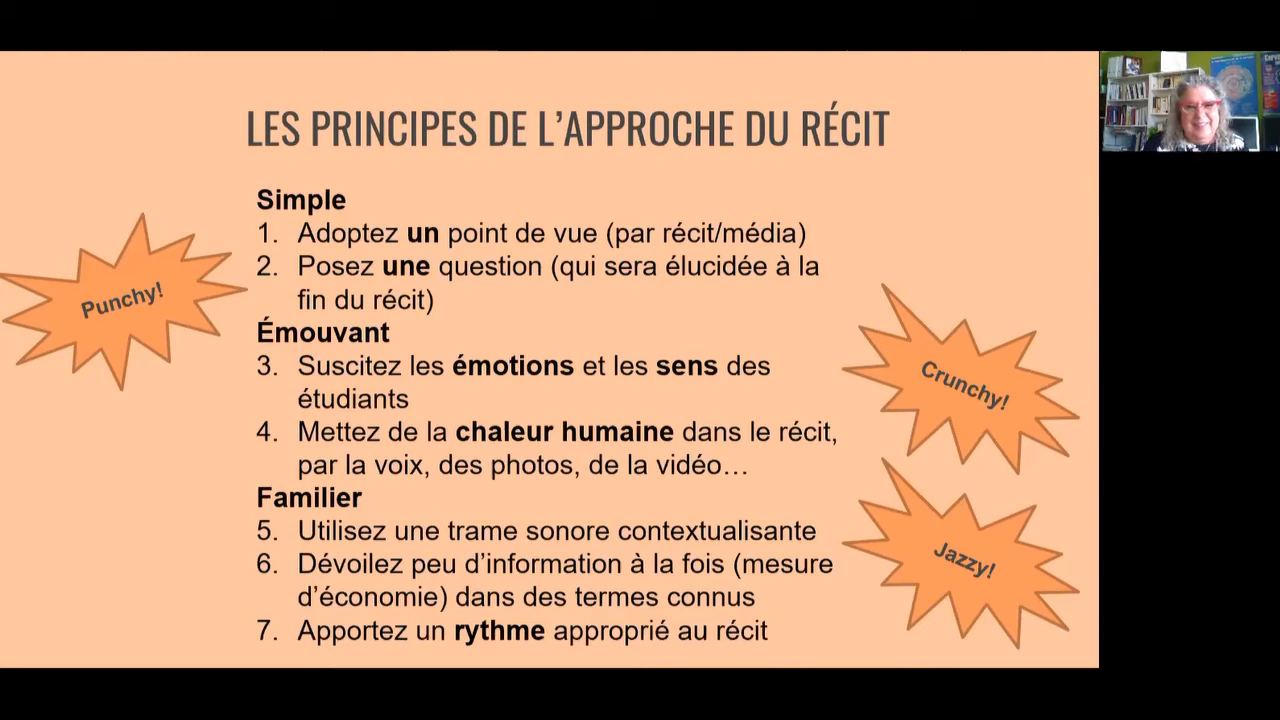 LES PRINCIPES DE L’APPROCHE DU RÉCIT
Simple
1. Adoptez un point de vue (par récit/média)
2. Posez une question (qui sera élucidée à la
fin du récit)
Punchy!
Émouvant
3. Suscitez les émotions et les sens des
étudiants
4. Mettez de la chaleur humaine dans le récit,
par la voix, des photos, de la vidéo…
Crunchy!
Familier
5. Utilisez une trame sonore contextualisante
6. Dévoilez peu d’information à la fois (mesure
d’économie) dans des termes connus
7. Apportez un rythme approprié au récit
Jazzy!